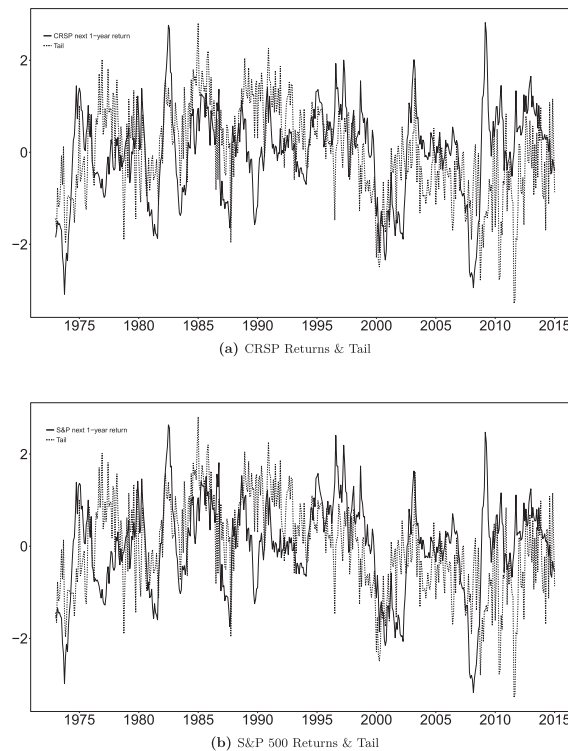 CRSP next 1-year return
Tail
2
0
−2
1975 1980 1985 1990 1995 2000 2005 2010 2015
(a) CRSP Returns & Tail
S&P next 1-year return
Tail
2
0
−2
1975 1980 1985 1990 1995 2000 2005 2010 2015
(b) S&P 500 Returns & Tail